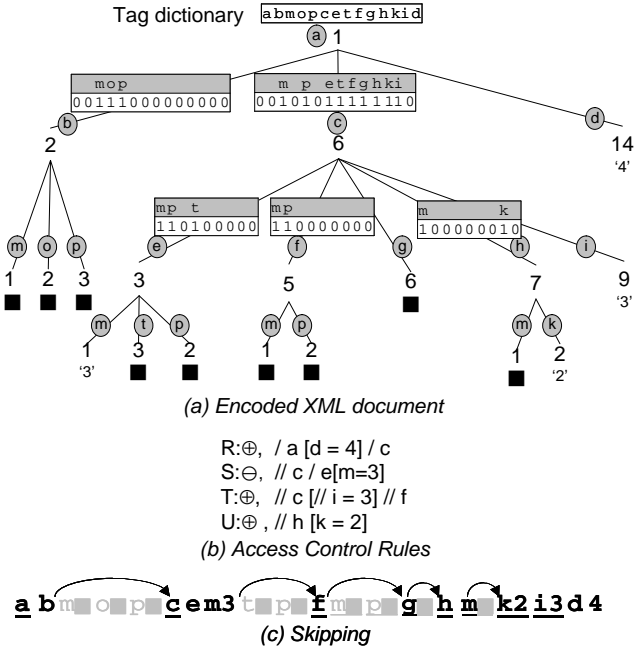 Tag dictionary abmopcetfghkid
a 1
mop m p etfghki
00111000000000 00101011111110
b c d
2 6 14
'4'
mp t mp m k
110100000 110000000 100000010
m o p e f g h i
1 2 3 3 5 6 7 9
'3'
m t p m p m k
1 3 2 1 2 1 2
'3' '2'
(a) Encoded XML document
R:⊕, / a [d = 4] / c
S:⊖, // c / e[m=3]
T:⊕, // c [// i = 3] // f
U:⊕ , // h [k = 2]
(b) Access Control Rules
a b m o p c e m 3 t p f m p g h m k2 i3 d 4
(c) Skipping